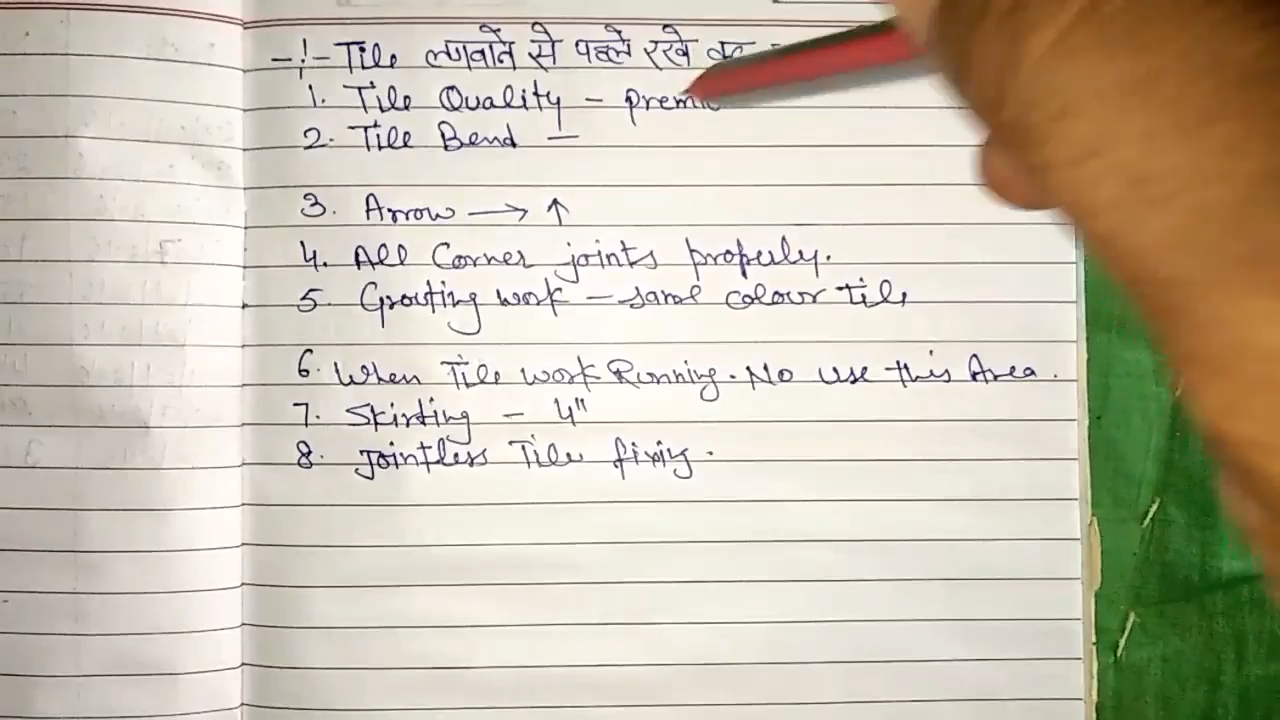 -!- Tile लगवाने से पहले रखे
1. Tile Quality -
2. Tile Bend -
3. Arrow → ↑
4. All Corner joints properly.
5. Grouting work - same colour tile
6. When Tile work Running. No use this Area.
7. Skirting - 4"
8. Jointless Tile fixing.